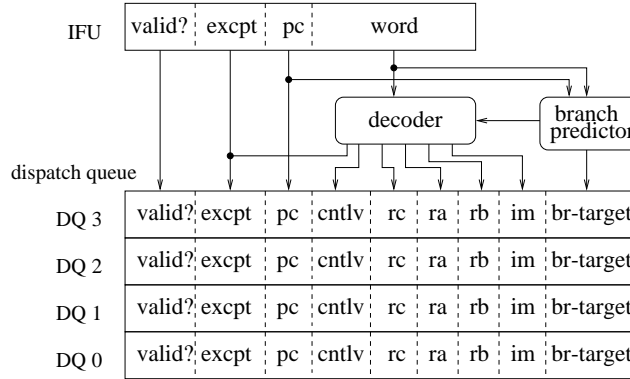 IFU valid? excpt pc word
decoder
branch
predictor
dispatch queue
DQ 3 valid? excpt pc cntlv rc ra rb im br-target
DQ 2 valid? excpt pc cntlv rc ra rb im br-target
DQ 1 valid? excpt pc cntlv rc ra rb im br-target
DQ 0 valid? excpt pc cntlv rc ra rb im br-target